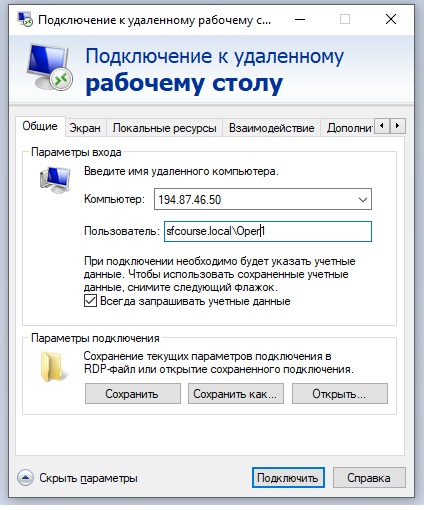 Подключение к удаленному рабочему с...
Подключение к удаленному
рабочему столу
Общие Экран Локальные ресурсы Взаимодействие Дополнит
Параметры входа
Введите имя удаленного компьютера.
Компьютер: 194.87.46.50
Пользователь: sfcourse.local\Oper1
При подключении необходимо будет указать учетные
данные. Чтобы использовать сохраненные учетные
данные, снимите следующий флажок.
Всегда запрашивать учетные данные
Параметры подключения
Сохранение текущих параметров подключения в
RDP-файл или открытие сохраненного подключения.
Сохранить Сохранить как... Открыть...
Скрыть параметры Подключить Справка